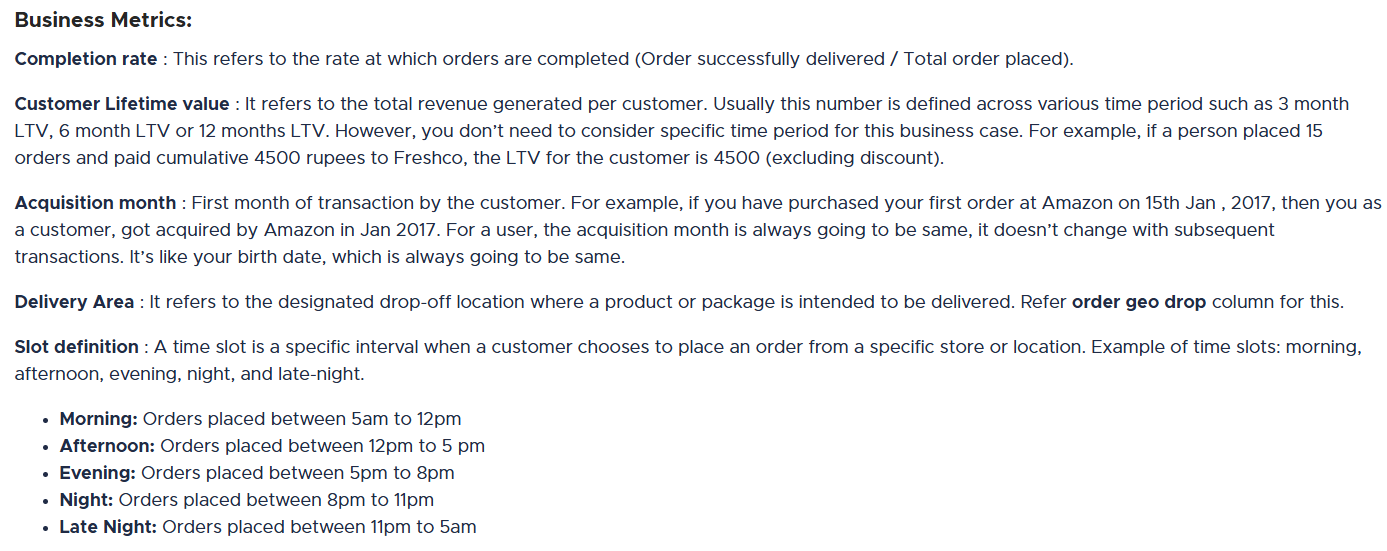 Business Metrics:
Completion rate : This refers to the rate at which orders are completed (Order successfully delivered / Total order placed).
Customer Lifetime value : It refers to the total revenue generated per customer. Usually this number is defined across various time period such as 3 month
LTV, 6 month LTV or 12 months LTV. However, you don’t need to consider specific time period for this business case. For example, if a person placed 15
orders and paid cumulative 4500 rupees to Freshco, the LTV for the customer is 4500 (excluding discount).
Acquisition month : First month of transaction by the customer. For example, if you have purchased your first order at Amazon on 15th Jan , 2017, then you as
a customer, got acquired by Amazon in Jan 2017. For a user, the acquisition month is always going to be same, it doesn’t change with subsequent
transactions. It’s like your birth date, which is always going to be same.
Delivery Area : It refers to the designated drop-off location where a product or package is intended to be delivered. Refer order geo drop column for this.
Slot definition : A time slot is a specific interval when a customer chooses to place an order from a specific store or location. Example of time slots: morning,
afternoon, evening, night, and late-night.
• Morning: Orders placed between 5am to 12pm
• Afternoon: Orders placed between 12pm to 5 pm
• Evening: Orders placed between 5pm to 8pm
• Night: Orders placed between 8pm to 11pm
• Late Night: Orders placed between 11pm to 5am